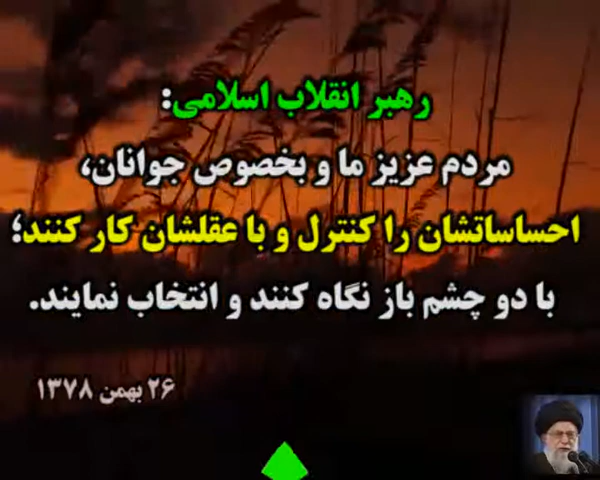 رهبر انقلاب اسلامی:
مردم عزیز ما و بخصوص جوانان،
احساساتشان را کنترل و با عقلشان کار کنند؛
با دو چشم باز نگاه کنند و انتخاب نمایند.
۲۶ بهمن ۱۳۷۸